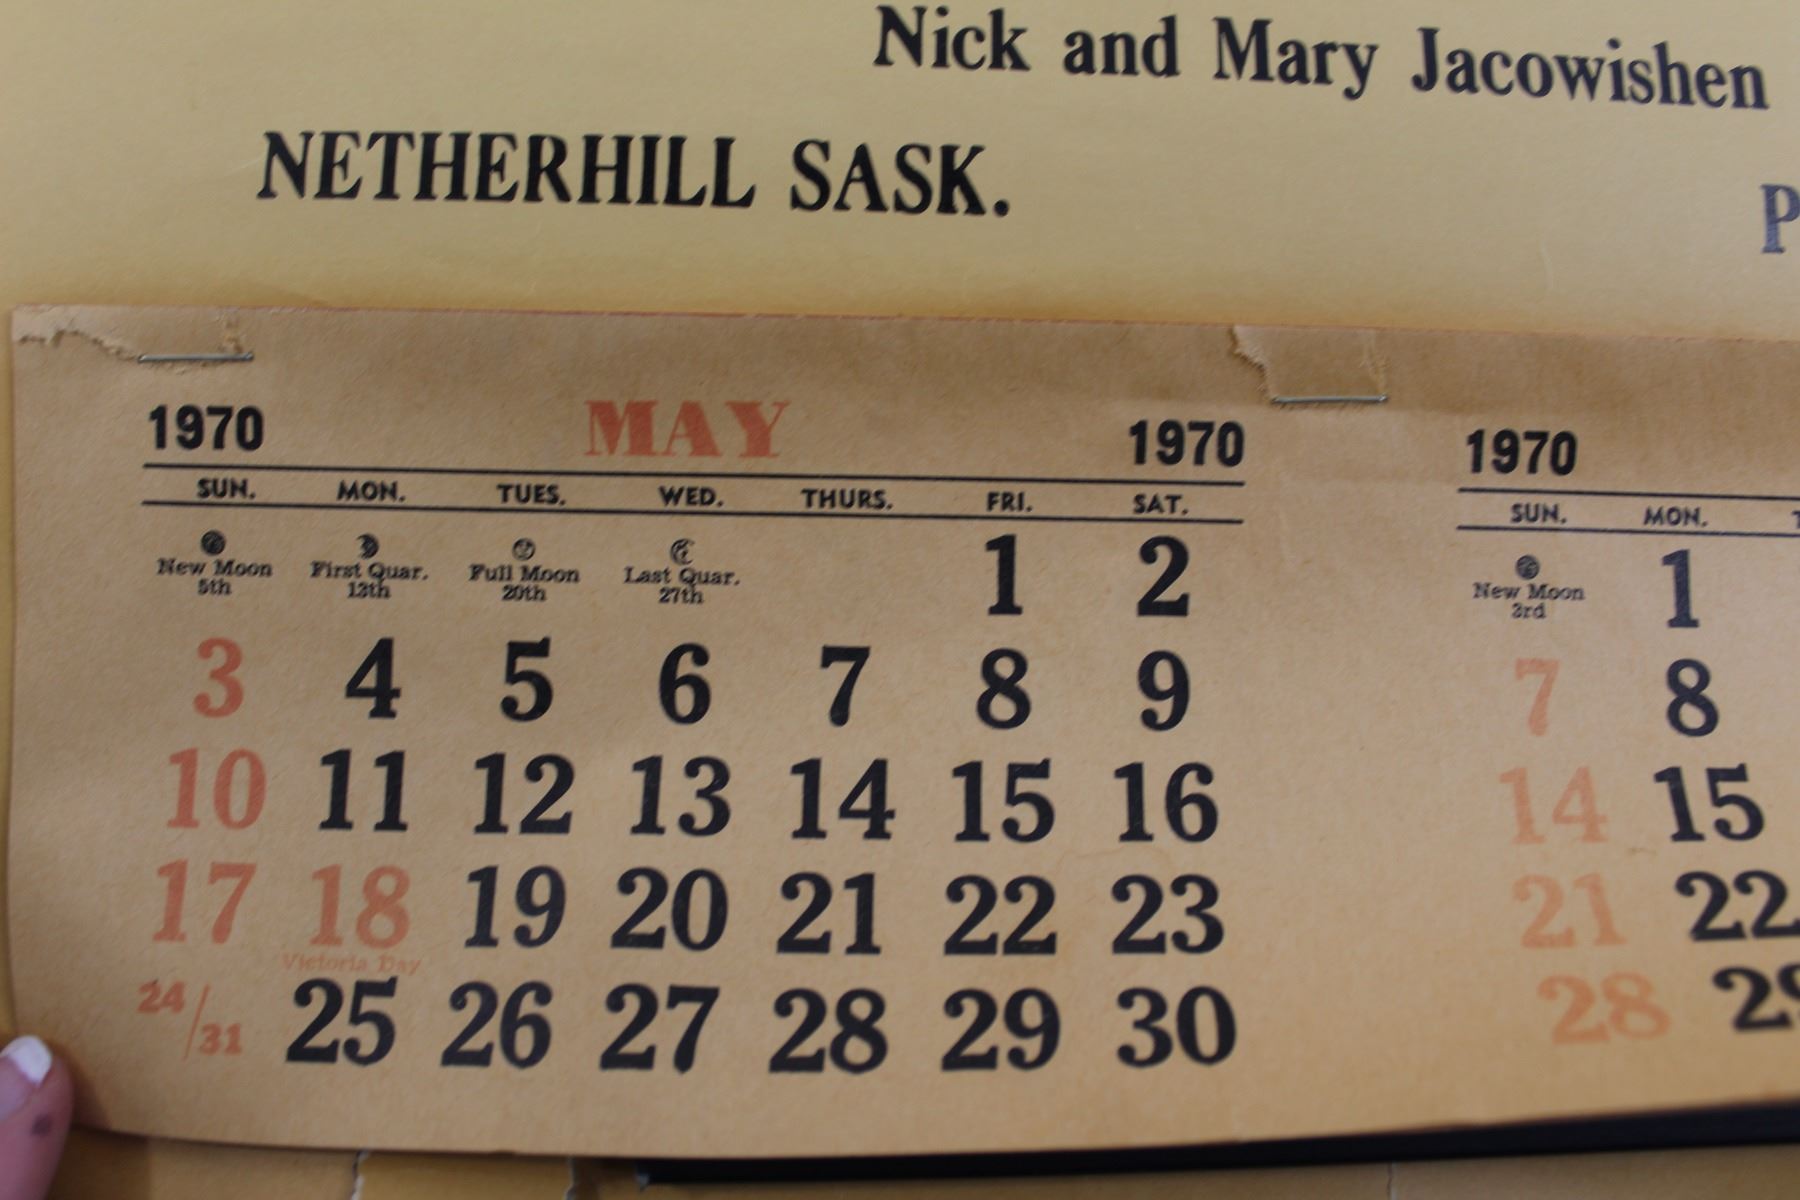 Nick and Mary Jacowishen
NETHERHILL SASK.
P
1970 MAY 1970
SUN. MON. TUES. WED. THURS. FRI. SAT.
New Moon 5th First Quar. 13th Full Moon 20th Last Quar. 27th 1 2
3 4 5 6 7 8 9
10 11 12 13 14 15 16
17 18 19 20 21 22 23
Victoria Day
24/31 25 26 27 28 29 30
1970
SUN. MON. T
New Moon 3rd 1
7 8
14 15
21 22
28 29